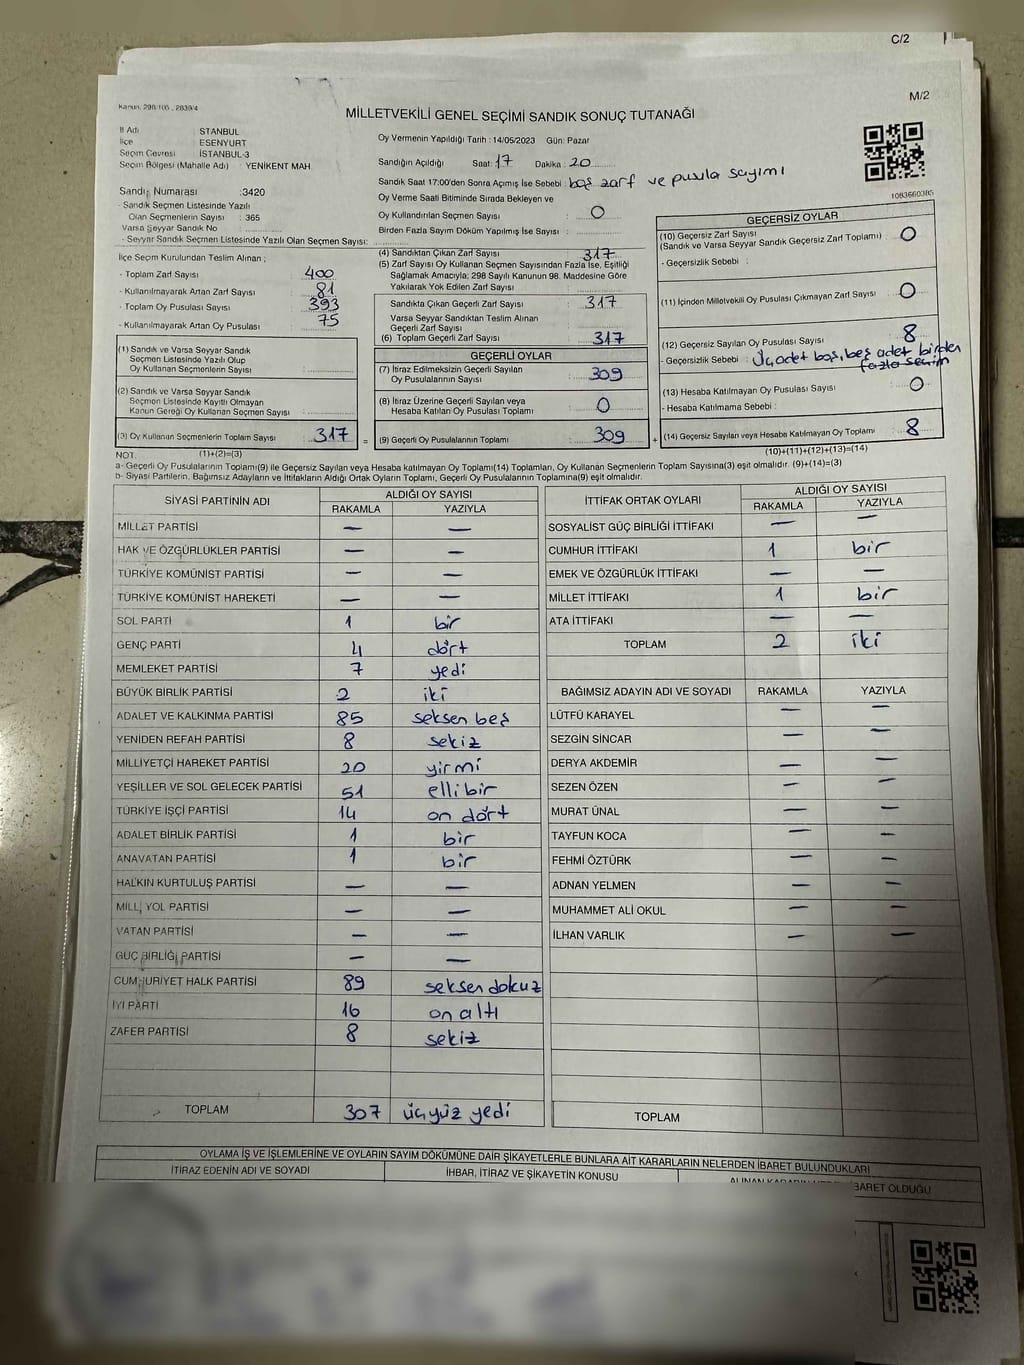 C/2
M/2
Kanun: 298/105 , 2839/4
MİLLETVEKİLİ GENEL SEÇİMİ SANDIK SONUÇ TUTANAĞI
İl Adı STANBUL
İlçe ESENYURT
Seçim Çevresi İSTANBUL-3
Seçim Bölgesi (Mahalle Adı) : YENİKENT MAH.
Oy Vermenin Yapıldığı Tarih : 14/05/2023 Gün: Pazar
Sandığın Açıldığı Saat: 17 Dakika : 20
Sandık Saat 17:00'den Sonra Açılmış İse Sebebi : boş zarf ve pusula sayımı
Oy Verme Saati Bitiminde Sırada Bekleyen ve
Oy Kullandırılan Seçmen Sayısı : 0
Birden Fazla Sayım Döküm Yapılmış İse Sayısı :
1083660385
Sandık Numarası :3420
- Sandık Seçmen Listesinde Yazılı
Olan Seçmenlerin Sayısı : 365
Varsa Seyyar Sandık No
- Seyyar Sandık Seçmen Listesinde Yazılı Olan Seçmen Sayısı:
İlçe Seçim Kurulundan Teslim Alınan ;
- Toplam Zarf Sayısı : 400
- Kullanılmayarak Artan Zarf Sayısı : 81
- Toplam Oy Pusulası Sayısı : 393
- Kullanılmayarak Artan Oy Pusulası : 75
(4) Sandıktan Çıkan Zarf Sayısı : 317
(5) Zarf Sayısı Oy Kullanan Seçmen Sayısından Fazla İse, Eşitliği
Sağlamak Amacıyla; 298 Sayılı Kanunun 98. Maddesine Göre
Yakılarak Yok Edilen Zarf Sayısı :
Sandıkta Çıkan Geçerli Zarf Sayısı : 317
Varsa Seyyar Sandıktan Teslim Alınan
Geçerli Zarf Sayısı
(6) Toplam Geçerli Zarf Sayısı : 317
GEÇERLİ OYLAR
(7) İtiraz Edilmeksizin Geçerli Sayılan
Oy Pusulalarının Sayısı : 309
(8) İtiraz Üzerine Geçerli Sayılan veya
Hesaba Katılan Oy Pusulası Toplamı : 0
(9) Geçerli Oy Pusulalarının Toplamı : 309 +
GEÇERSİZ OYLAR
(10) Geçersiz Zarf Sayısı
(Sandık ve Varsa Seyyar Sandık Geçersiz Zarf Toplamı) : 0
- Geçersizlik Sebebi :
(11) İçinden Milletvekili Oy Pusulası Çıkmayan Zarf Sayısı : 0
(12) Geçersiz Sayılan Oy Pusulası Sayısı : 8
- Geçersizlik Sebebi : Üç adet boş, beş adet birden
fazla seçim
(13) Hesaba Katılmayan Oy Pusulası Sayısı : 0
- Hesaba Katılmama Sebebi :
(14) Geçersiz Sayılan veya Hesaba Katılmayan Oy Toplamı : 8
(10)+(11)+(12)+(13)=(14)
(1) Sandık ve Varsa Seyyar Sandık
Seçmen Listesinde Yazılı Olup
Oy Kullanan Seçmenlerin Sayısı :
(2) Sandık ve Varsa Seyyar Sandık
Seçmen Listesinde Kayıtlı Olmayan
Kanun Gereği Oy Kullanan Seçmen Sayısı :
(3) Oy Kullanan Seçmenlerin Toplam Sayısı : 317 =
NOT: (1)+(2)=(3)
a- Geçerli Oy Pusulalarının Toplamı(9) ile Geçersiz Sayılan veya Hesaba katılmayan Oy Toplamı(14) Toplamları, Oy Kullanan Seçmenlerin Toplam Sayısına(3) eşit olmalıdır. (9)+(14)=(3)
b- Siyasi Partilerin, Bağımsız Adayların ve İttifakların Aldığı Ortak Oyların Toplamı, Geçerli Oy Pusulalarının Toplamına(9) eşit olmalıdır.
SİYASİ PARTİNİN ADI ALDIĞI OY SAYISI
RAKAMLA YAZIYLA
MİLLET PARTİSİ — —
HAK VE ÖZGÜRLÜKLER PARTİSİ — —
TÜRKİYE KOMÜNİST PARTİSİ — —
TÜRKİYE KOMÜNİST HAREKETİ — —
SOL PARTİ 1 bir
GENÇ PARTİ 4 dört
MEMLEKET PARTİSİ 7 yedi
BÜYÜK BİRLİK PARTİSİ 2 iki
ADALET VE KALKINMA PARTİSİ 85 seksen beş
YENİDEN REFAH PARTİSİ 8 sekiz
MİLLİYETÇİ HAREKET PARTİSİ 20 yirmi
YEŞİLLER VE SOL GELECEK PARTİSİ 51 elli bir
TÜRKİYE İŞÇİ PARTİSİ 14 on dört
ADALET BİRLİK PARTİSİ 1 bir
ANAVATAN PARTİSİ 1 bir
HALKIN KURTULUŞ PARTİSİ — —
MİLLİ YOL PARTİSİ — —
VATAN PARTİSİ — —
GÜÇ BİRLİĞİ PARTİSİ — —
CUMHURİYET HALK PARTİSİ 89 seksen dokuz
İYİ PARTİ 16 on altı
ZAFER PARTİSİ 8 sekiz
TOPLAM 307 üçyüz yedi
İTTİFAK ORTAK OYLARI ALDIĞI OY SAYISI
RAKAMLA YAZIYLA
SOSYALİST GÜÇ BİRLİĞİ İTTİFAKI — —
CUMHUR İTTİFAKI 1 bir
EMEK VE ÖZGÜRLÜK İTTİFAKI — —
MİLLET İTTİFAKI 1 bir
ATA İTTİFAKI — —
TOPLAM 2 iki
BAĞIMSIZ ADAYIN ADI VE SOYADI RAKAMLA YAZIYLA
LÜTFÜ KARAYEL — —
SEZGİN SİNCAR — —
DERYA AKDEMİR — —
SEZEN ÖZEN — —
MURAT ÜNAL — —
TAYFUN KOCA — —
FEHMİ ÖZTÜRK — —
ADNAN YELMEN — —
MUHAMMET ALİ OKUL — —
İLHAN VARLIK — —
TOPLAM
OYLAMA İŞ VE İŞLEMLERİNE VE OYLARIN SAYIM DÖKÜMÜNE DAİR ŞİKAYETLERLE BUNLARA AİT KARARLARIN NELERDEN İBARET BULUNDUKLARI
İTİRAZ EDENİN ADI VE SOYADI İHBAR, İTİRAZ VE ŞİKAYETİN KONUSU BARET OLDUĞU